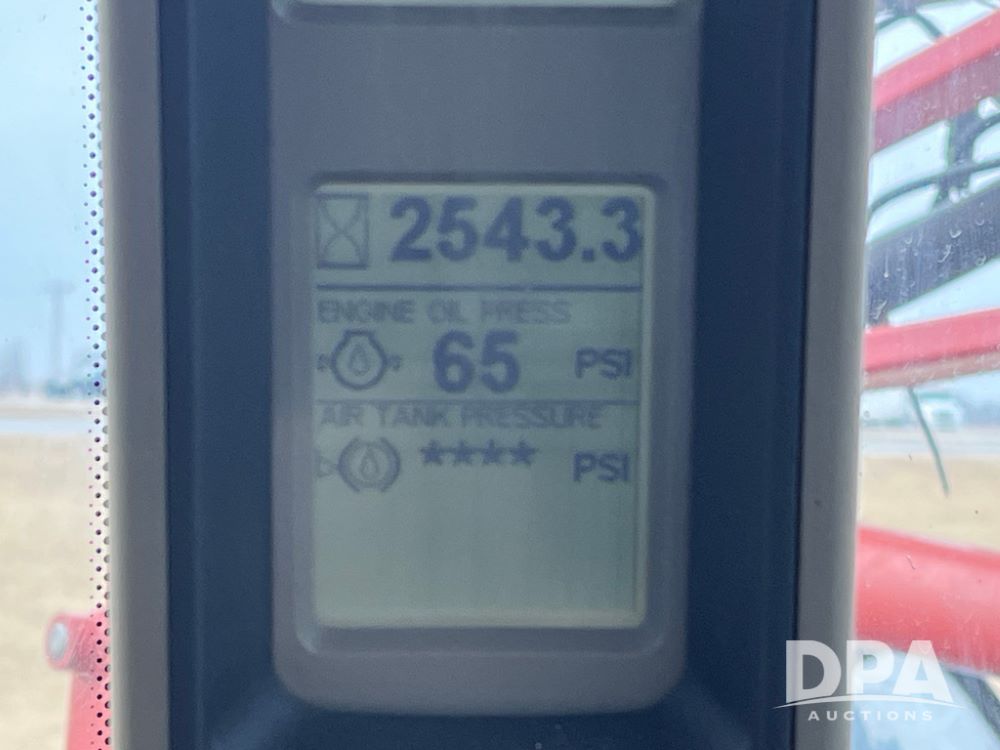 2543.3
ENGINE OIL PRESS
65 PSI
AIR TANK PRESSURE
**** PSI
DPA
AUCTIONS